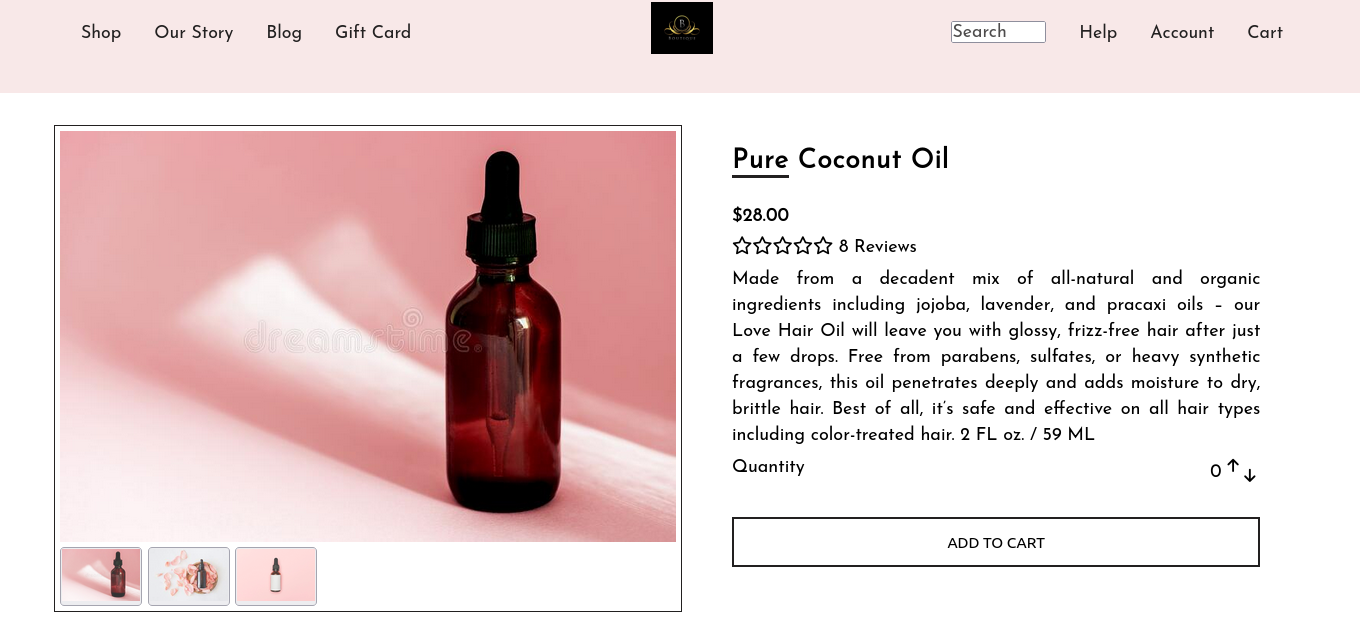 Shop Our Story Blog Gift Card
B
BOUTIQUE
Search Help Account Cart
dreamstime.
Pure Coconut Oil
$28.00
8 Reviews
Made from a decadent mix of all-natural and organic
ingredients including jojoba, lavender, and pracaxi oils – our
Love Hair Oil will leave you with glossy, frizz-free hair after just
a few drops. Free from parabens, sulfates, or heavy synthetic
fragrances, this oil penetrates deeply and adds moisture to dry,
brittle hair. Best of all, it’s safe and effective on all hair types
including color-treated hair. 2 FL oz. / 59 ML
Quantity 0
ADD TO CART